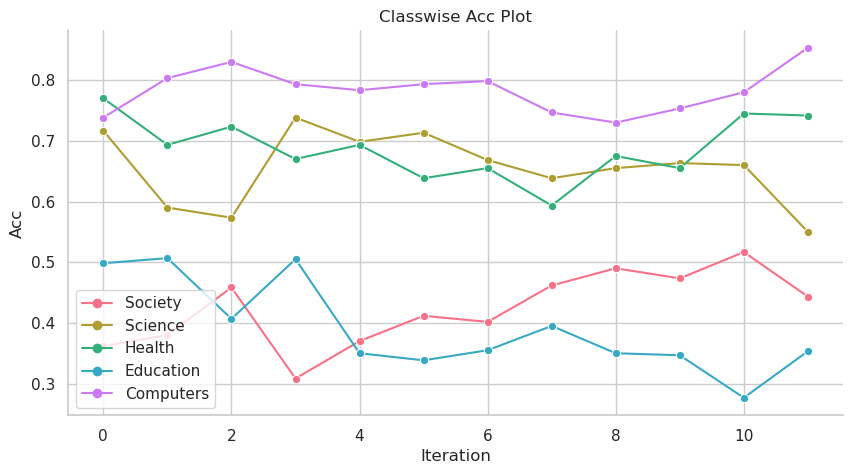 Classwise Acc Plot
Acc
0.8
0.7
0.6
0.5
0.4
0.3
Society
Science
Health
Education
Computers
0 2 4 6 8 10
Iteration